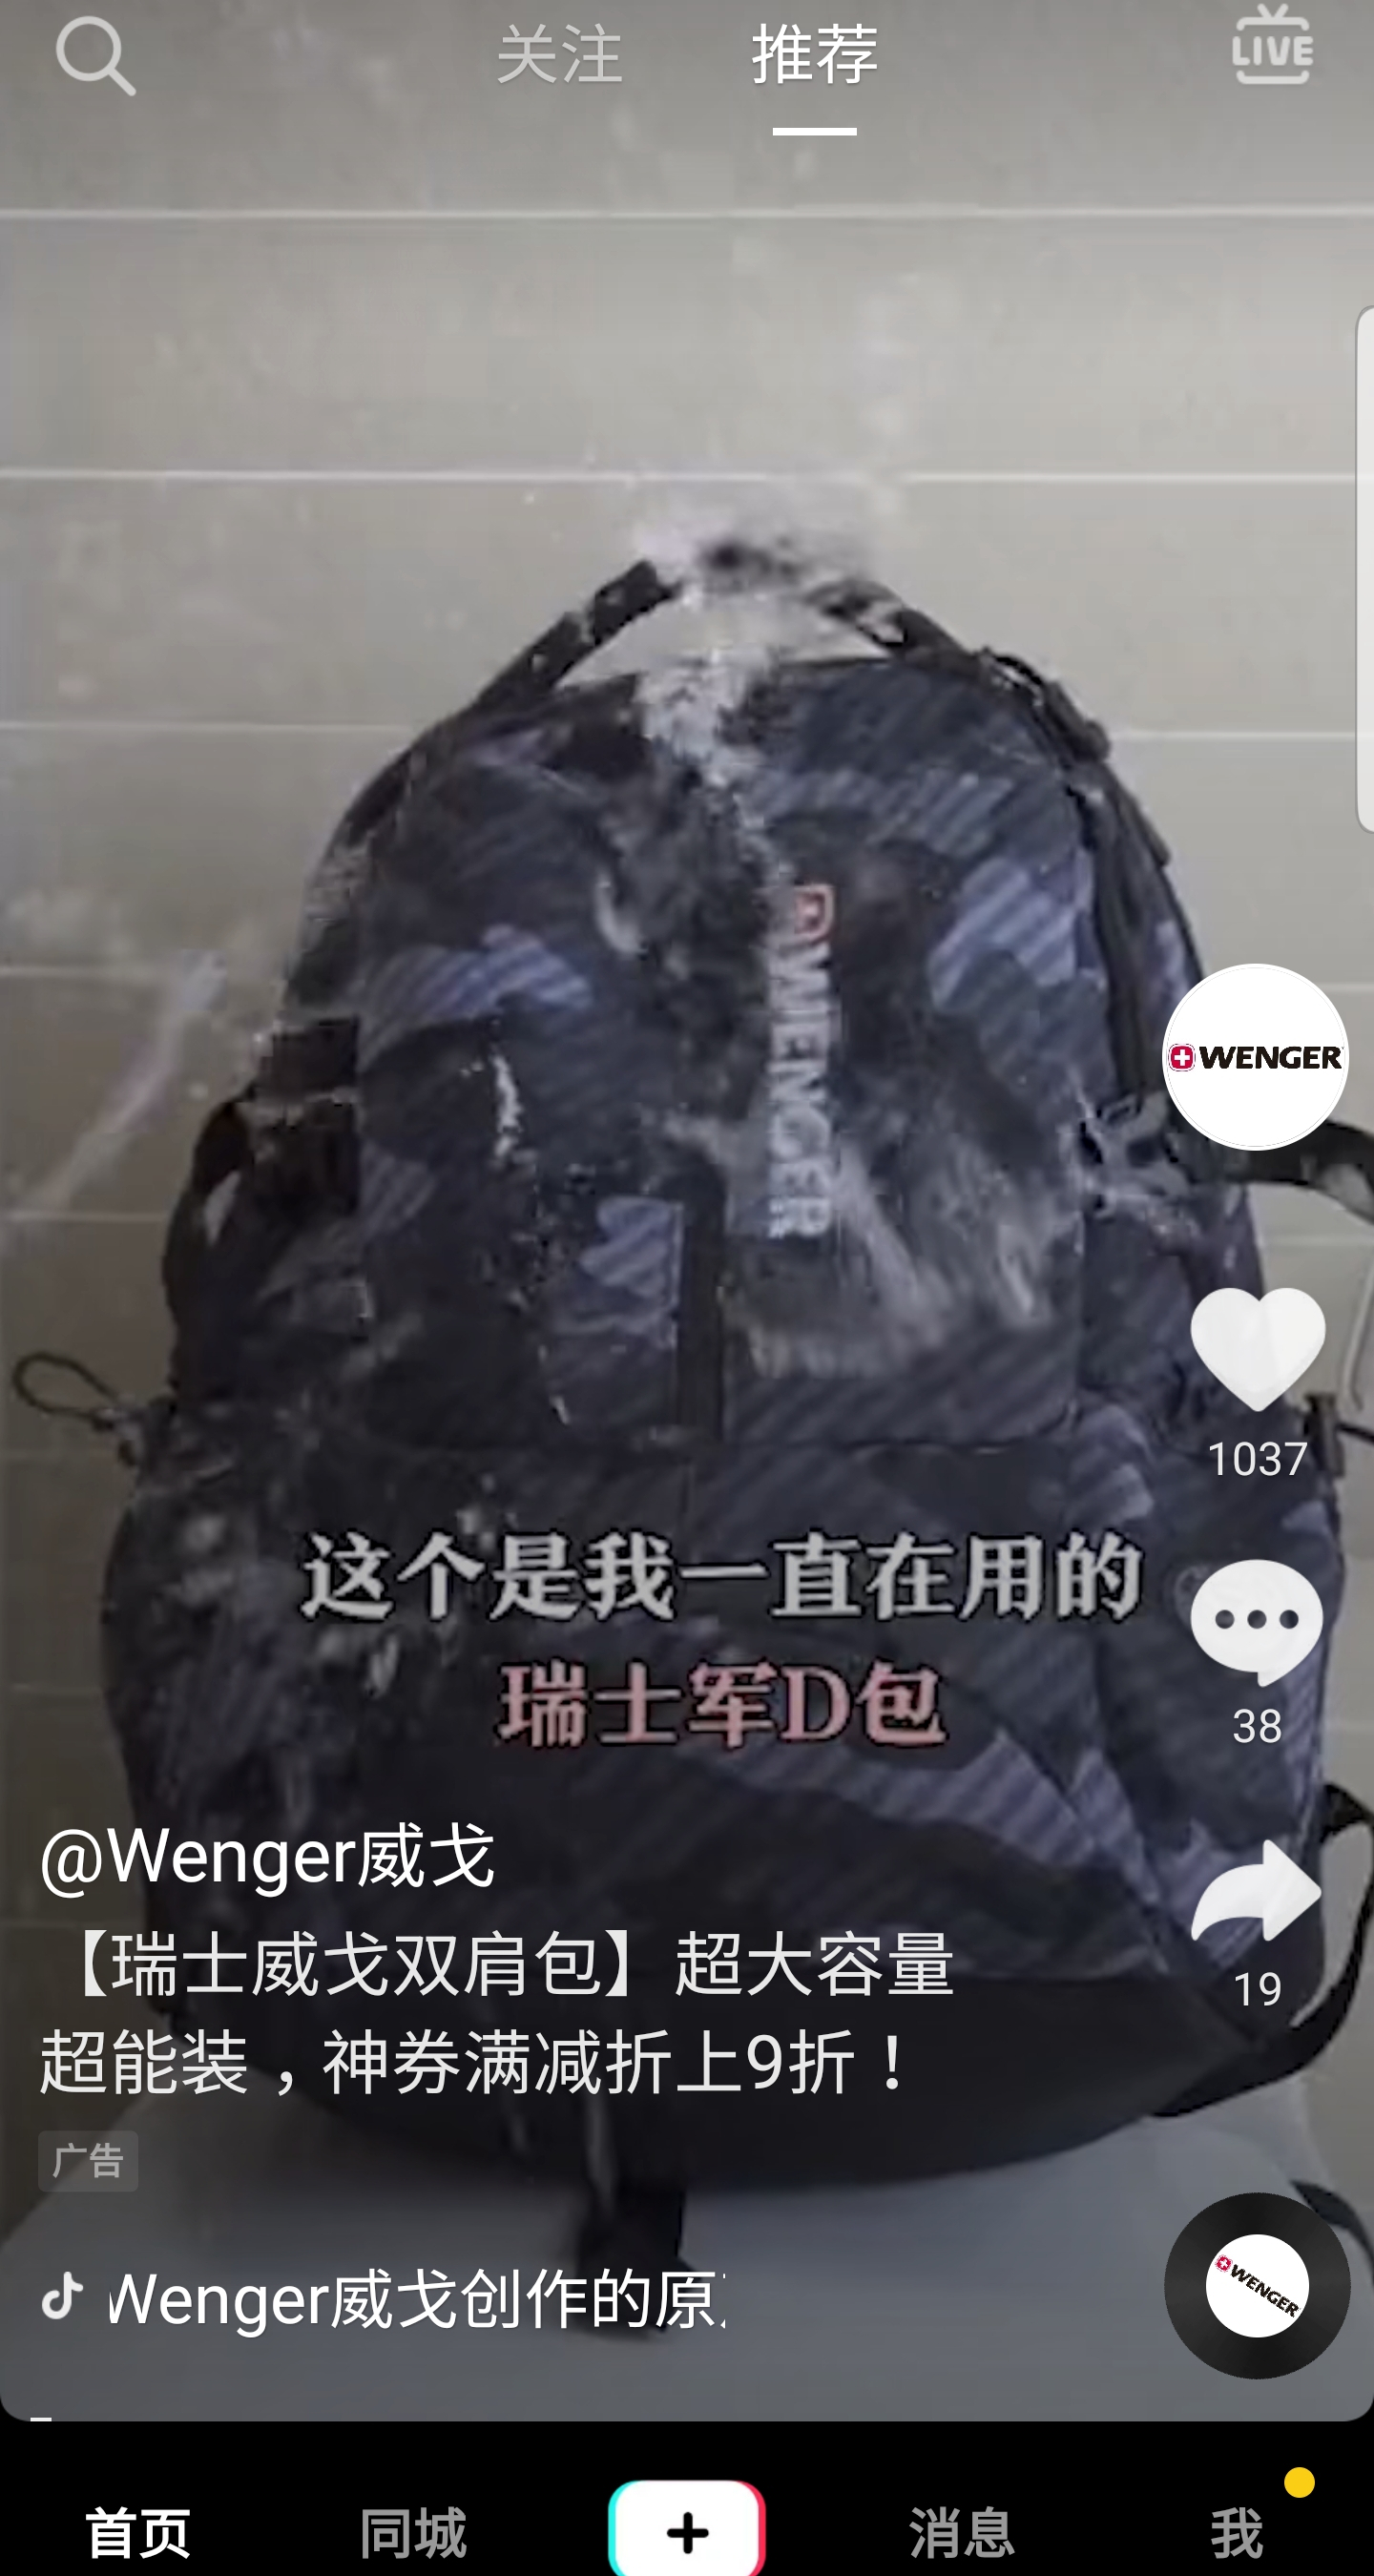 关注 推荐 LIVE
WENGER
WENGER
1037
这个是我一直在用的
38
瑞士军D包
@Wenger威戈
【瑞士威戈双肩包】超大容量
超能装，神券满减折上9折！
19
广告
Wenger威戈创作的原
WENGER
首页 同城 消息 我